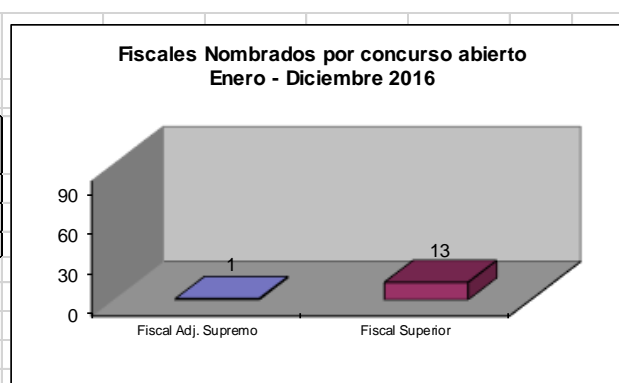 Fiscales Nombrados por concurso abierto
Enero - Diciembre 2016
90
60
30
0
1
13
Fiscal Adj. Supremo
Fiscal Superior